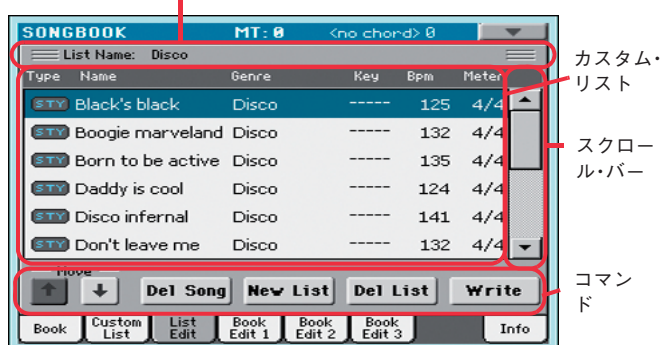 SONGBOOK MT: 0 <no chord> 0
List Name: Disco
Type Name Genre Key Bpm Meter
STY Black's black Disco ----- 125 4/4
STY Boogie marveland Disco ----- 132 4/4
STY Born to be active Disco ----- 135 4/4
STY Daddy is cool Disco ----- 124 4/4
STY Disco infernal Disco ----- 141 4/4
STY Don't leave me Disco ----- 132 4/4
Move
Del Song New List Del List Write
Book Custom List List Edit Book Edit 1 Book Edit 2 Book Edit 3 Info
カスタム・
リスト
スクロー
ル・バー
コマン
ド